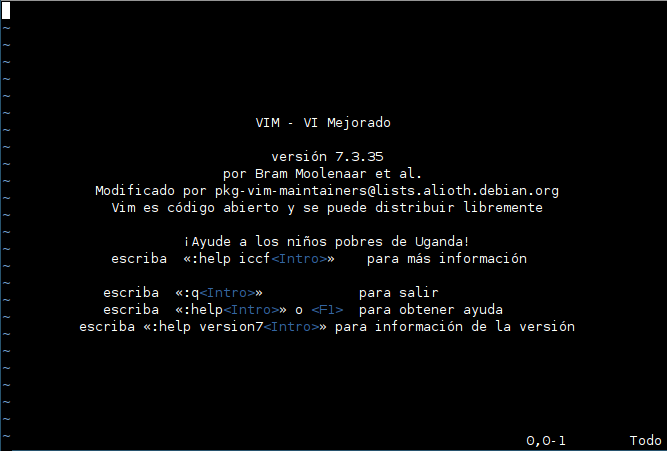 ~
~
~
~
~
~
VIM - VI Mejorado
~
~
versión 7.3.35
~
por Bram Moolenaar et al.
~
Modificado por pkg-vim-maintainers@lists.alioth.debian.org
~
Vim es código abierto y se puede distribuir libremente
~
~
¡Ayude a los niños pobres de Uganda!
~
escriba «:help iccf<Intro>» para más información
~
~
escriba «:q<Intro>» para salir
~
escriba «:help<Intro>» o <F1> para obtener ayuda
~
escriba «:help version7<Intro>» para información de la versión
~
~
~
~
~
~
~
0,0-1 Todo